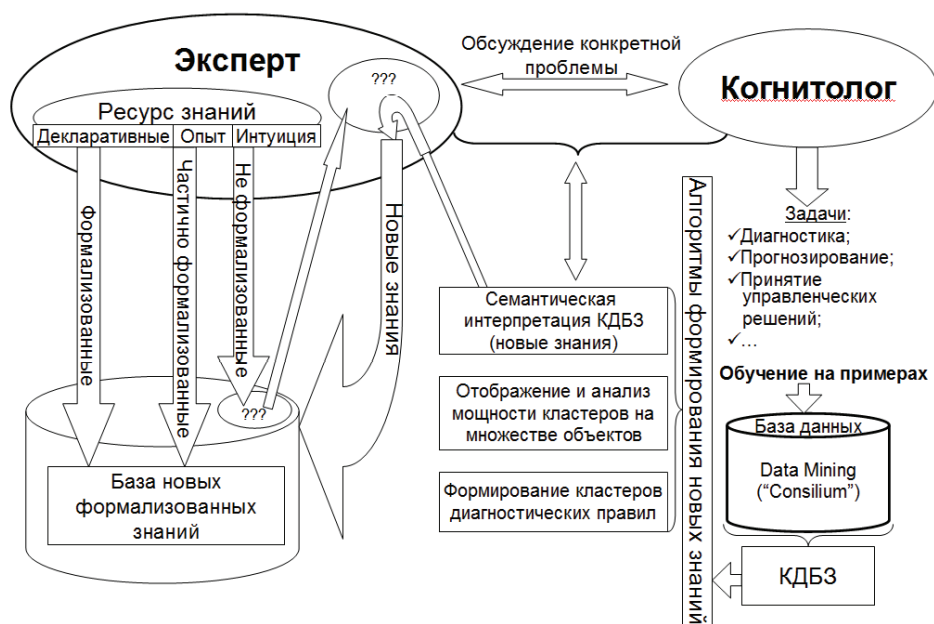 Эксперт
???
Ресурс знаний
Декларативные
Опыт
Интуиция
Обсуждение конкретной
проблемы
Когнитолог
Формализованные
Частично формализованные
Не формализованные
Новые знания
???
База новых
формализованных
знаний
Семантическая
интерпретация КДБЗ
(новые знания)
Отображение и анализ
мощности кластеров на
множестве объектов
Формирование кластеров
диагностических правил
Алгоритмы формирования новых знаний
Задачи:
✓Диагностика;
✓Прогнозирование;
✓Принятие
управленческих
решений;
✓...
Обучение на примерах
База данных
Data Mining
(“Consilium”)
КДБЗ